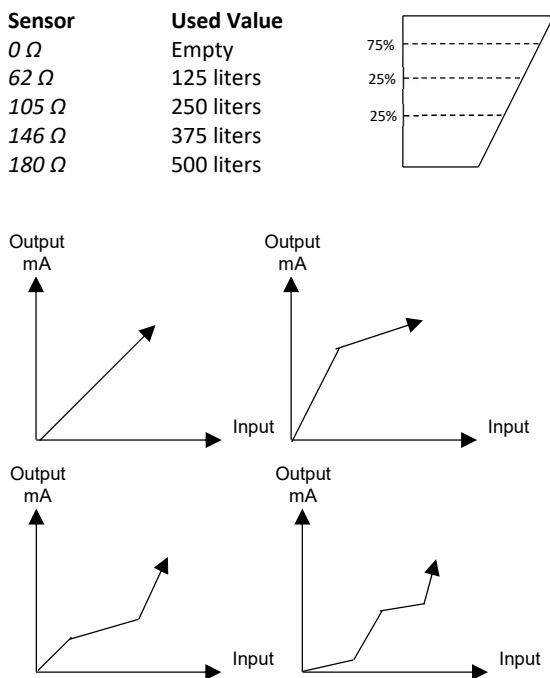 Sensor Used Value
0 Ω Empty
62 Ω 125 liters
105 Ω 250 liters
146 Ω 375 liters
180 Ω 500 liters
75%
25%
25%
Output
mA
Input
Output
mA
Input
Output
mA
Input
Output
mA
Input